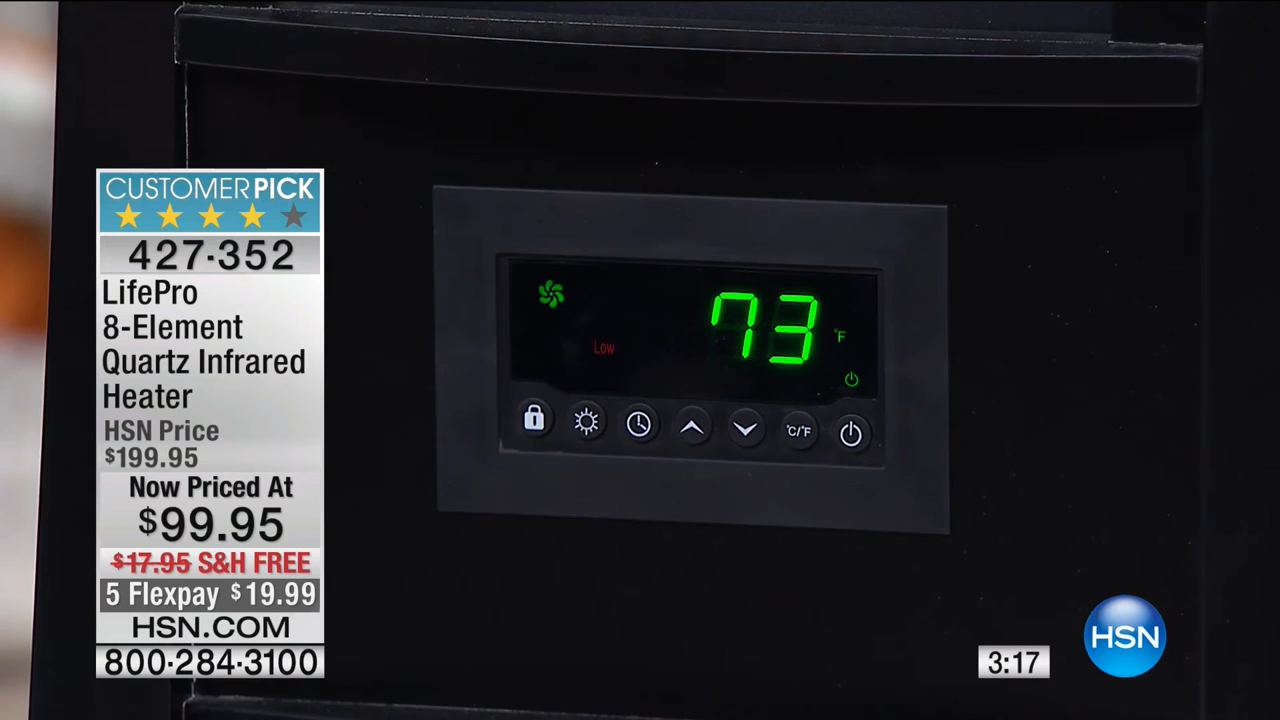 CUSTOMERPICK
427·352
LifePro
8-Element
Quartz Infrared
Heater
HSN Price
$199.95
Now Priced At
$99.95
$17.95 S&H FREE
5 Flexpay $19.99
HSN.COM
800·284·3100
73 °F
Low
°C/°F
3:17
HSN